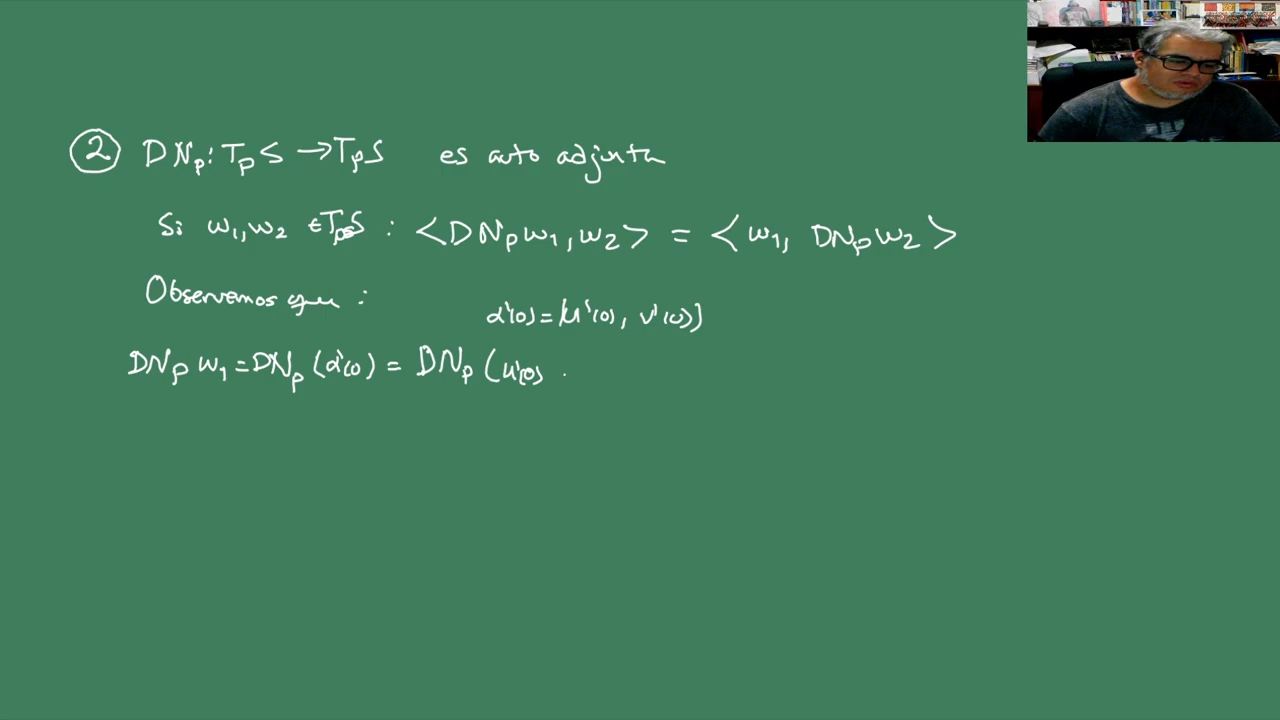 ② DN_p : T_pS → T_pS es auto adjunta
Si w₁, w₂ ∈ T_pS : <DN_p w₁, w₂> = <w₁, DN_p w₂>
Observemos que :
α'(0) = (u'(0), v'(0))
DN_p w₁ = DN_p (α'(0)) = DN_p (u'(0)